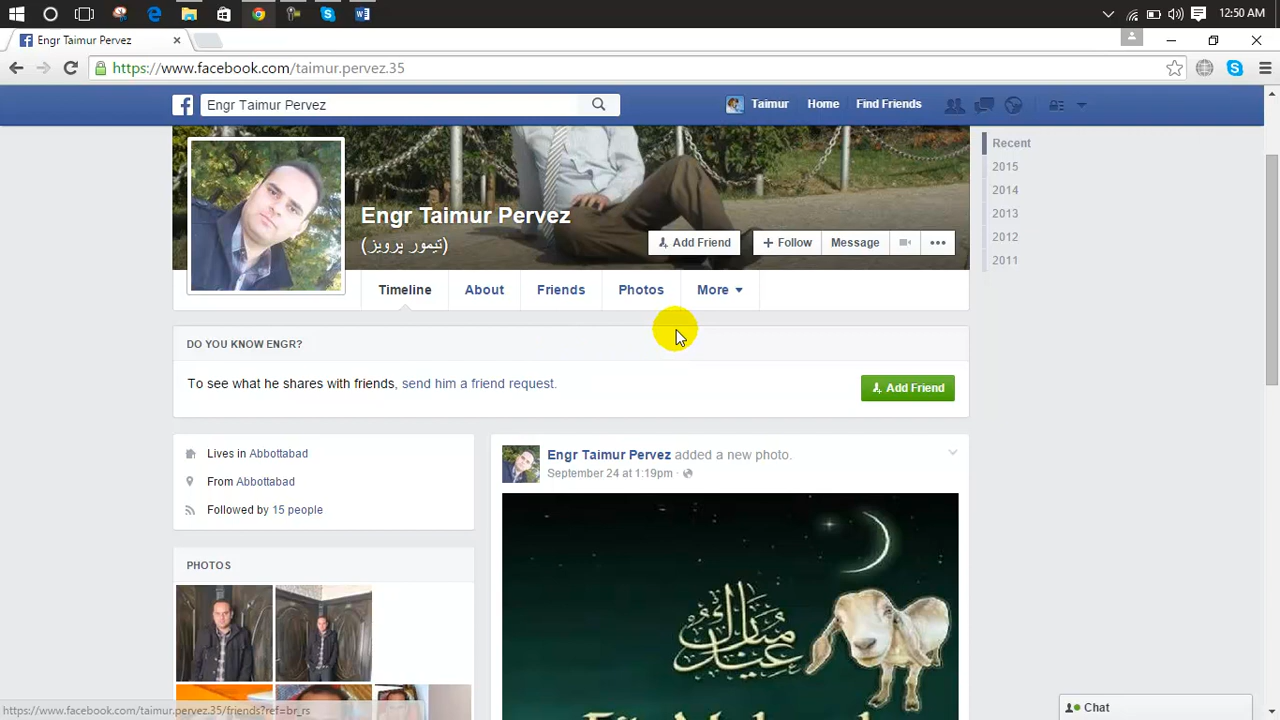 12:50 AM
Engr Taimur Pervez
https://www.facebook.com/taimur.pervez.35
Engr Taimur Pervez
Taimur Home Find Friends
Recent
2015
2014
2013
2012
2011
Engr Taimur Pervez
(تیمور پرویز)
Add Friend
Follow Message
Timeline About Friends Photos More
DO YOU KNOW ENGR?
To see what he shares with friends, send him a friend request.
Add Friend
Lives in Abbottabad
From Abbottabad
Followed by 15 people
PHOTOS
Engr Taimur Pervez added a new photo.
September 24 at 1:19pm
عيد مبارك
https://www.facebook.com/taimur.pervez.35/friends?ref=br_rs
Chat